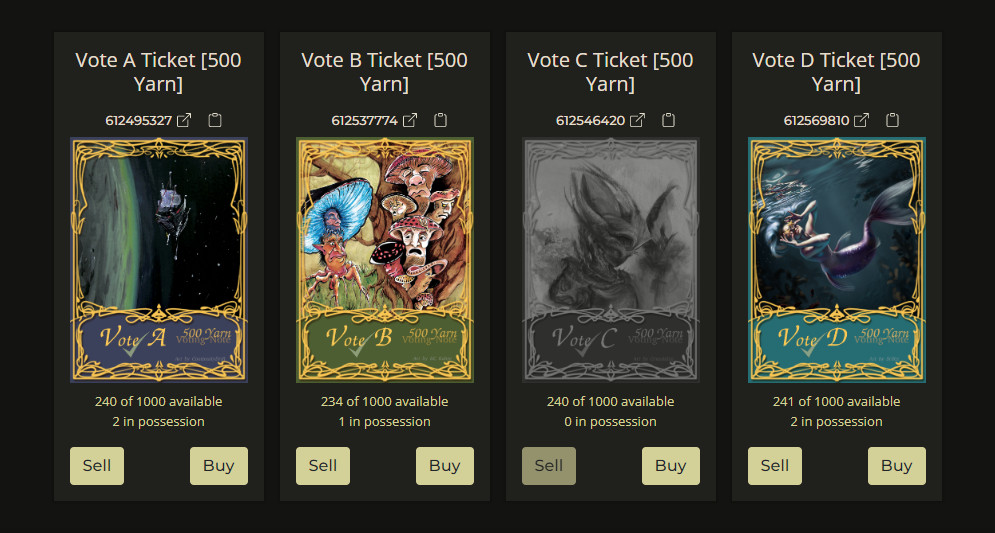 Vote A Ticket [500
Yarn]
612495327
Vote A
500 Yarn
Voting Note
240 of 1000 available
2 in possession
Sell
Buy
Vote B Ticket [500
Yarn]
612537774
Vote B
500 Yarn
Voting Note
234 of 1000 available
1 in possession
Sell
Buy
Vote C Ticket [500
Yarn]
612546420
Vote C
500 Yarn
Voting Note
240 of 1000 available
0 in possession
Sell
Buy
Vote D Ticket [500
Yarn]
612569810
Vote D
500 Yarn
Voting Note
241 of 1000 available
2 in possession
Sell
Buy